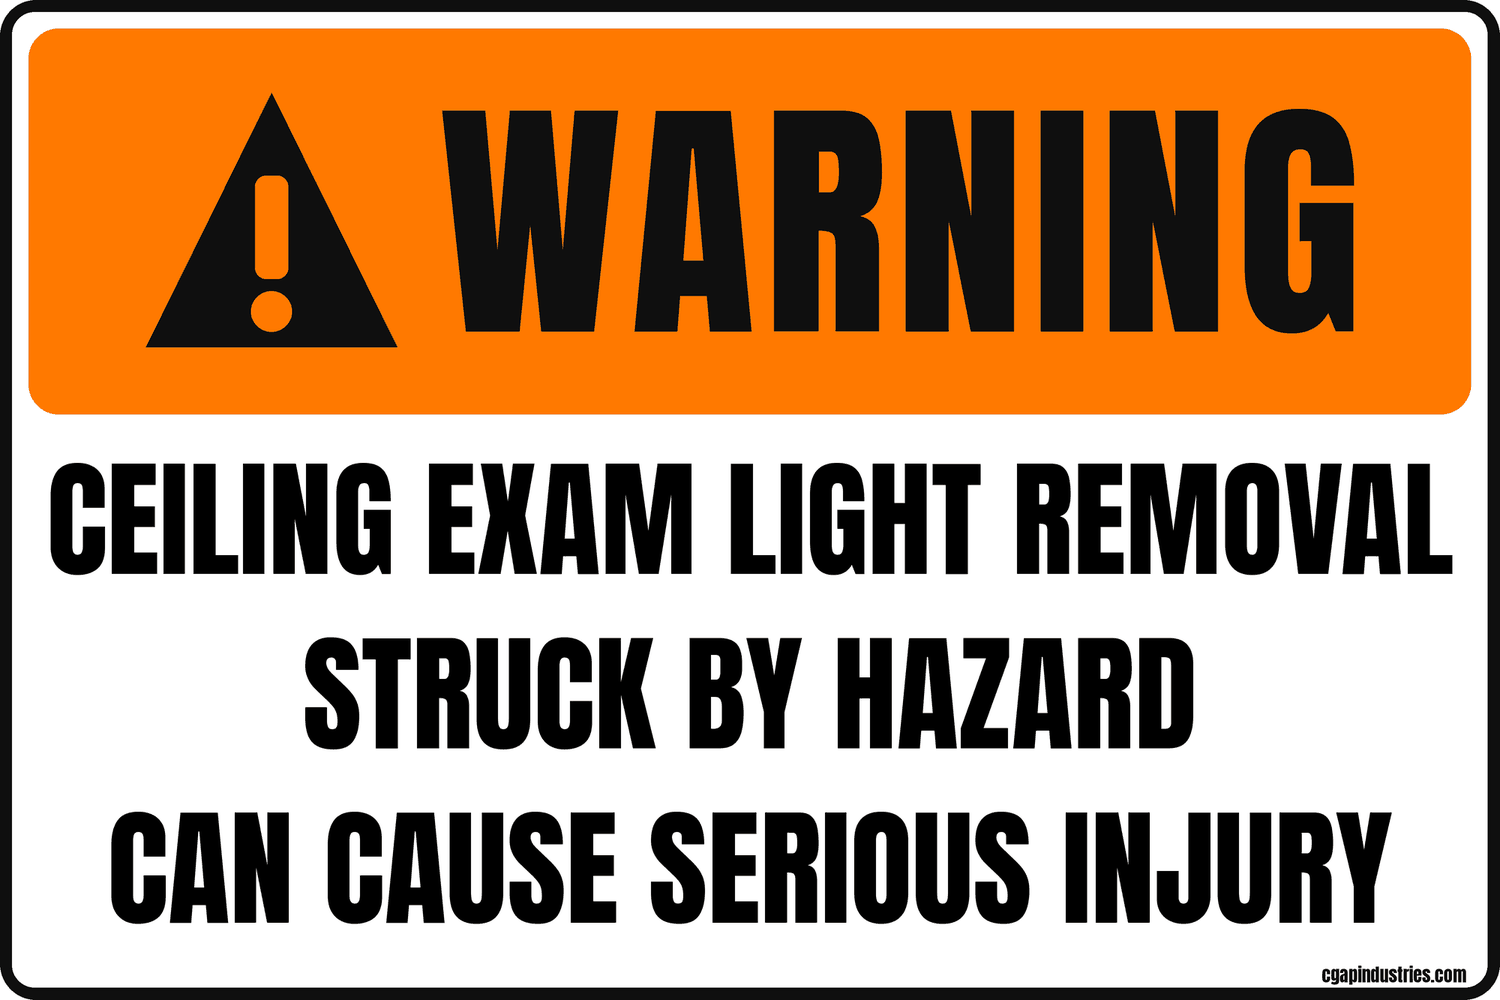 WARNING
CEILING EXAM LIGHT REMOVAL
STRUCK BY HAZARD
CAN CAUSE SERIOUS INJURY
cgapindustries.com